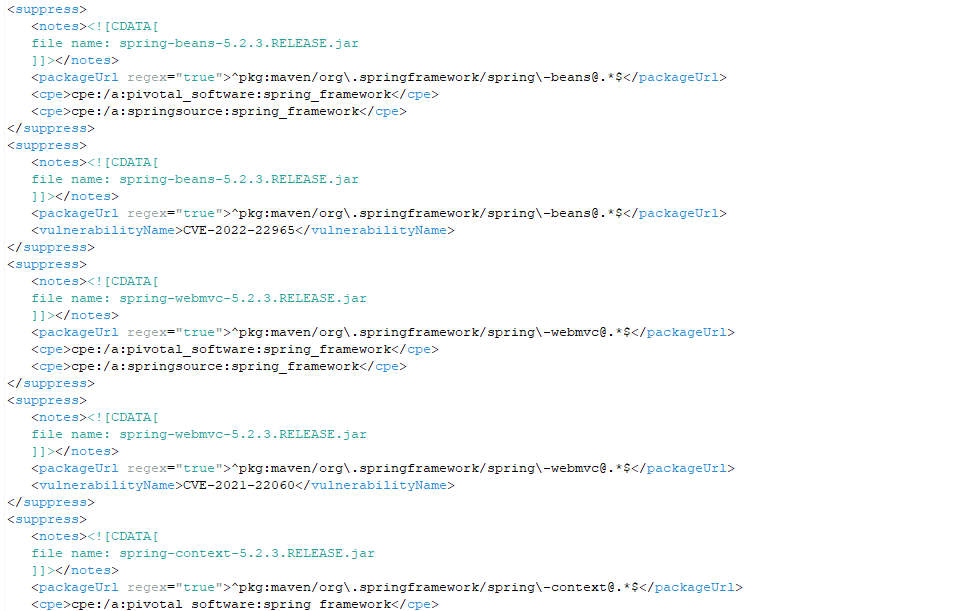 <suppress>
<notes><![CDATA[
file name: spring-beans-5.2.3.RELEASE.jar
]]></notes>
<packageUrl regex="true">^pkg:maven/org\.springframework/spring\-beans@.*$</packageUrl>
<cpe>cpe:/a:pivotal_software:spring_framework</cpe>
<cpe>cpe:/a:springsource:spring_framework</cpe>
</suppress>
<suppress>
<notes><![CDATA[
file name: spring-beans-5.2.3.RELEASE.jar
]]></notes>
<packageUrl regex="true">^pkg:maven/org\.springframework/spring\-beans@.*$</packageUrl>
<vulnerabilityName>CVE-2022-22965</vulnerabilityName>
</suppress>
<suppress>
<notes><![CDATA[
file name: spring-webmvc-5.2.3.RELEASE.jar
]]></notes>
<packageUrl regex="true">^pkg:maven/org\.springframework/spring\-webmvc@.*$</packageUrl>
<cpe>cpe:/a:pivotal_software:spring_framework</cpe>
<cpe>cpe:/a:springsource:spring_framework</cpe>
</suppress>
<suppress>
<notes><![CDATA[
file name: spring-webmvc-5.2.3.RELEASE.jar
]]></notes>
<packageUrl regex="true">^pkg:maven/org\.springframework/spring\-webmvc@.*$</packageUrl>
<vulnerabilityName>CVE-2021-22060</vulnerabilityName>
</suppress>
<suppress>
<notes><![CDATA[
file name: spring-context-5.2.3.RELEASE.jar
]]></notes>
<packageUrl regex="true">^pkg:maven/org\.springframework/spring\-context@.*$</packageUrl>
<cpe>cpe:/a:pivotal_software:spring_framework</cpe>